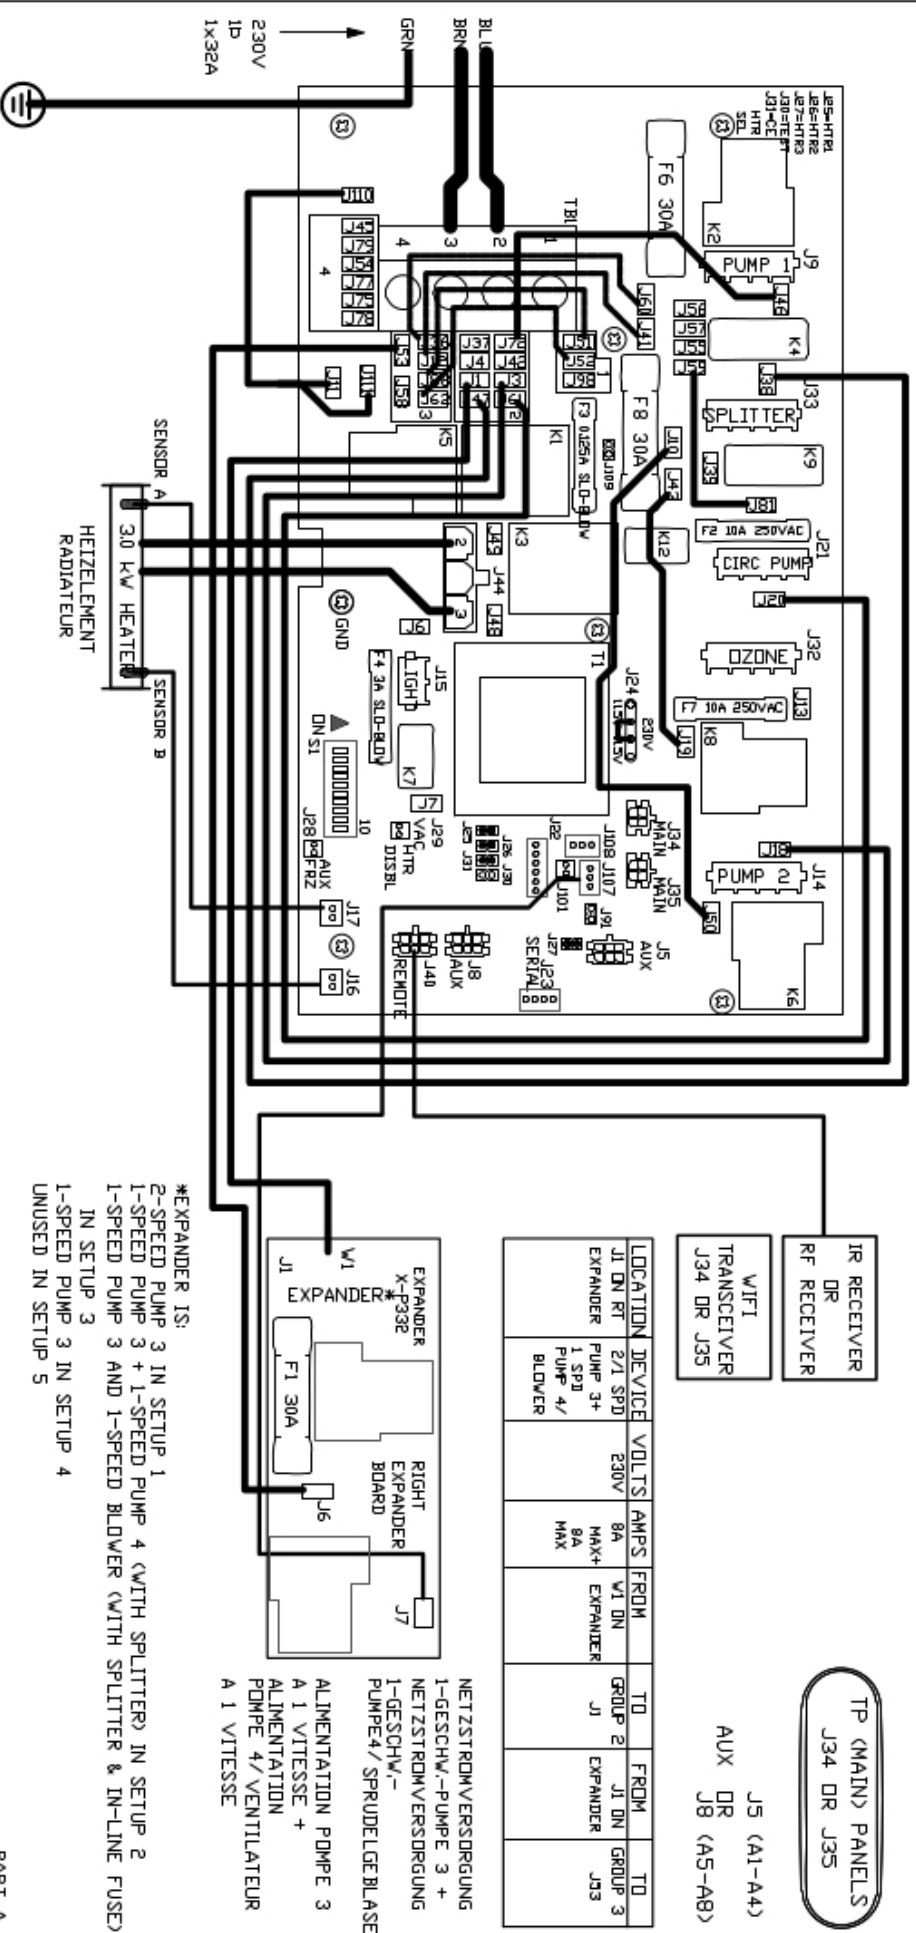 230V
1b
1x32A
GRN
BRN
BLU
J25=HTR1
J26=HTR2
J27=HTR3
J30=TEST
J31=CE
HTR
SEL
K2
F6 30A
J9
PUMP 1
J46
J110
J45
J79
J54
J77
J75
J78
4
TB1
4
3
2
1
J60
J41
J56
J57
J55
J59
K4
J38
J33
SPLITTER
K9
J39
J81
J53
J58
J62
3
J37
J72
J4
J42
J1
J3
J47
J61
2
J51
J52
J98
1
J11
J111
F3 0.125A SLO-BLOW
J109
F8 30A
J10
J43
K12
F2 10A 250VAC
J21
CIRC PUMP
J20
K5
K1
K3
J49
2
J44
3
J48
J6
GND
SENSOR A
3.0 kW HEATER
HEIZELEMENT
RADIATEUR
SENSOR B
J32
OZONE
J13
F7 10A 250VAC
K8
J19
T1
J24
230V
J15
LIGHT
F4 3A SLO-BLOW
K7
J7
ON
S1
10
J28
AUX
FRZ
J29
VAC
HTR
DISBL
J25
J26
J31
J30
J22
J108
J101
J107
J34
MAIN
J35
MAIN
J91
J27
J18
J14
PUMP 2
J50
K6
J17
J16
J40
REMOTE
J8
AUX
J23
SERIAL
J5
AUX
IR RECEIVER
OR
RF RECEIVER
WIFI
TRANSCEIVER
J34 OR J35
TP (MAIN) PANELS
J34 OR J35
J5 (A1-A4)
AUX OR
J8 (A5-A8)
LOCATION DEVICE VOLTS AMPS FROM TO FROM TO
J1 ON RT EXPANDER
2/1 SPD PUMP 3+ 1 SPD PUMP 4/ BLOWER
230V
8A MAX+ 8A MAX
W1 ON EXPANDER
GROUP 2 J1
J1 ON EXPANDER
GROUP 3 J53
W1
J1
EXPANDER
X-P332
EXPANDER*
F1 30A
J6
RIGHT
EXPANDER
BOARD
J7
NETZSTROMVERSORGUNG
1-GESCHW.-PUMPE 3 +
NETZSTROMVERSORGUNG
1-GESCHW.-
PUMPE4/ SPRUDELGEBLASE
ALIMENTATION POMPE 3
A 1 VITESSE +
ALIMENTATION
POMPE 4/ VENTILATEUR
A 1 VITESSE
*EXPANDER IS:
2-SPEED PUMP 3 IN SETUP 1
1-SPEED PUMP 3 + 1-SPEED PUMP 4 (WITH SPLITTER) IN SETUP 2
1-SPEED PUMP 3 AND 1-SPEED BLOWER (WITH SPLITTER & IN-LINE FUSE)
IN SETUP 3
1-SPEED PUMP 3 IN SETUP 4
UNUSED IN SETUP 5